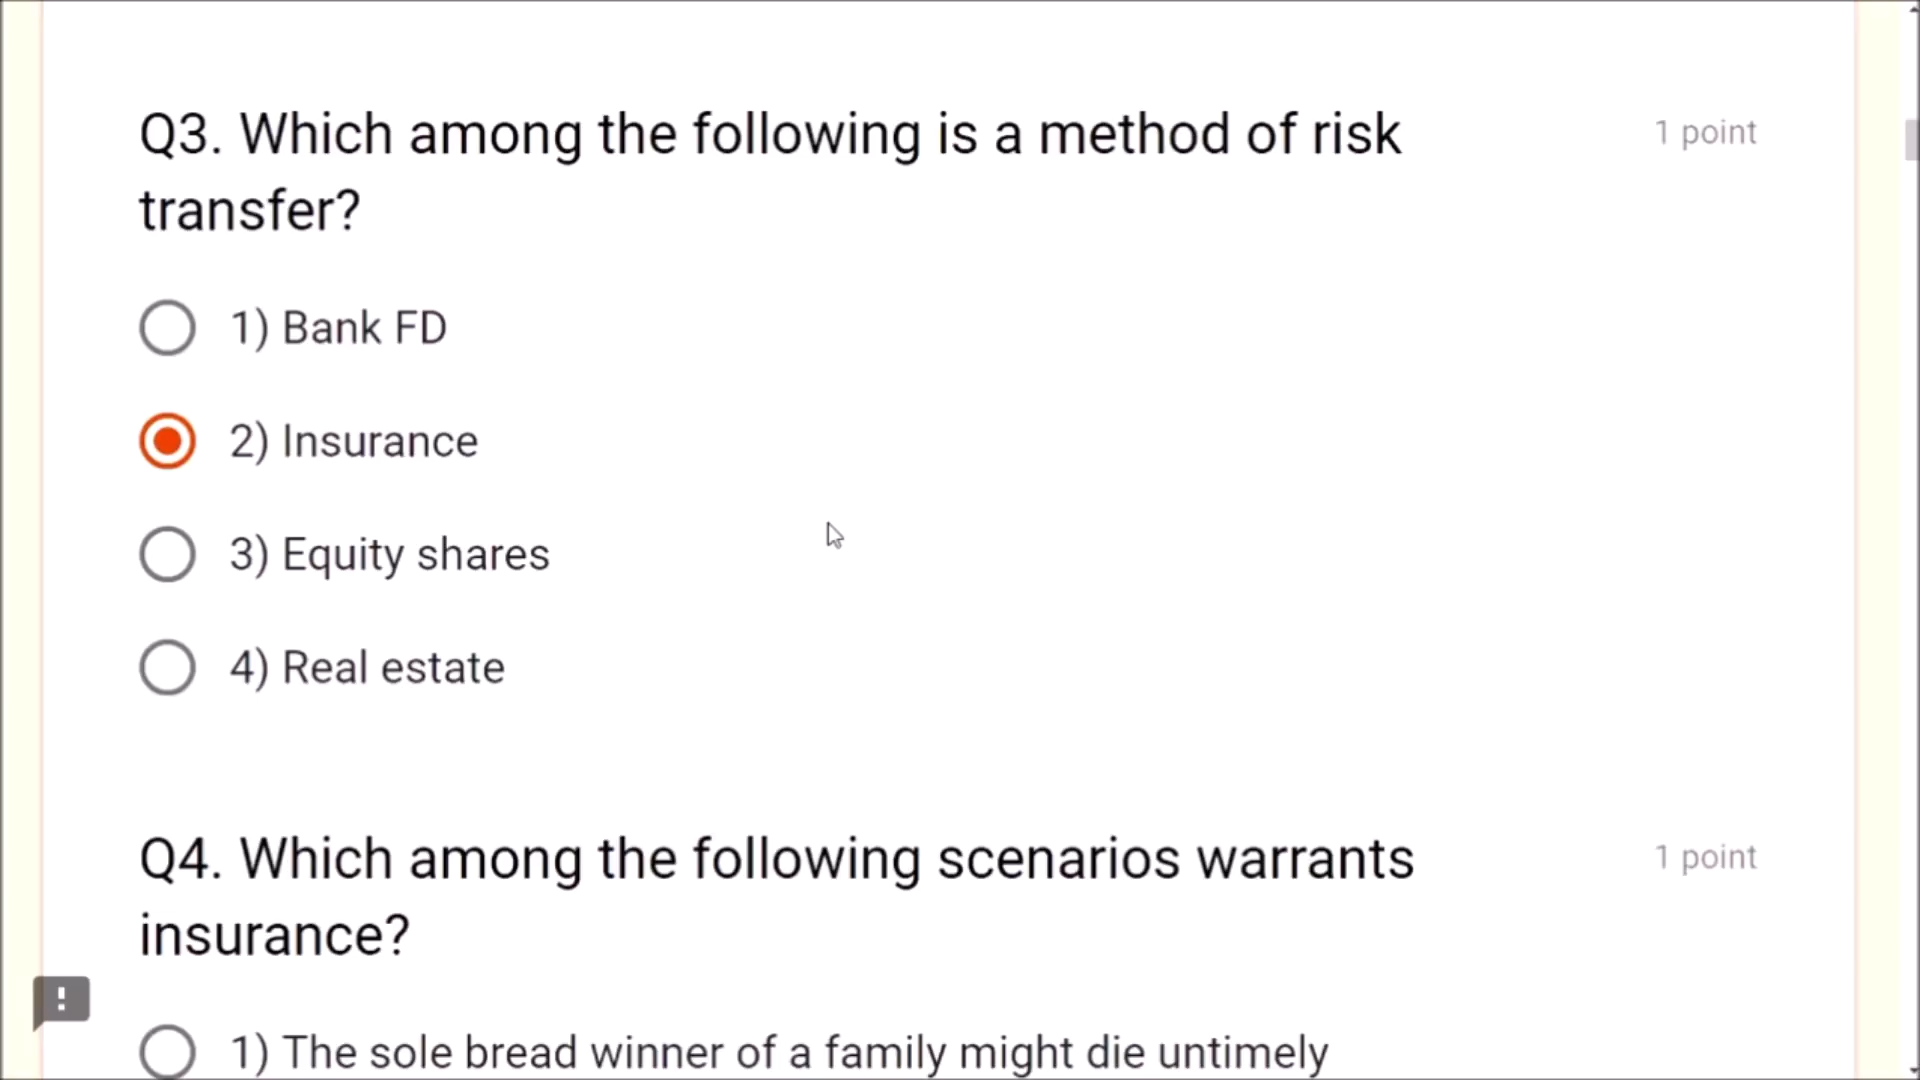 Q3. Which among the following is a method of risk
1 point
transfer?
1) Bank FD
2) Insurance
3) Equity shares
4) Real estate
Q4. Which among the following scenarios warrants
1 point
insurance?
!
1) The sole bread winner of a family might die untimely